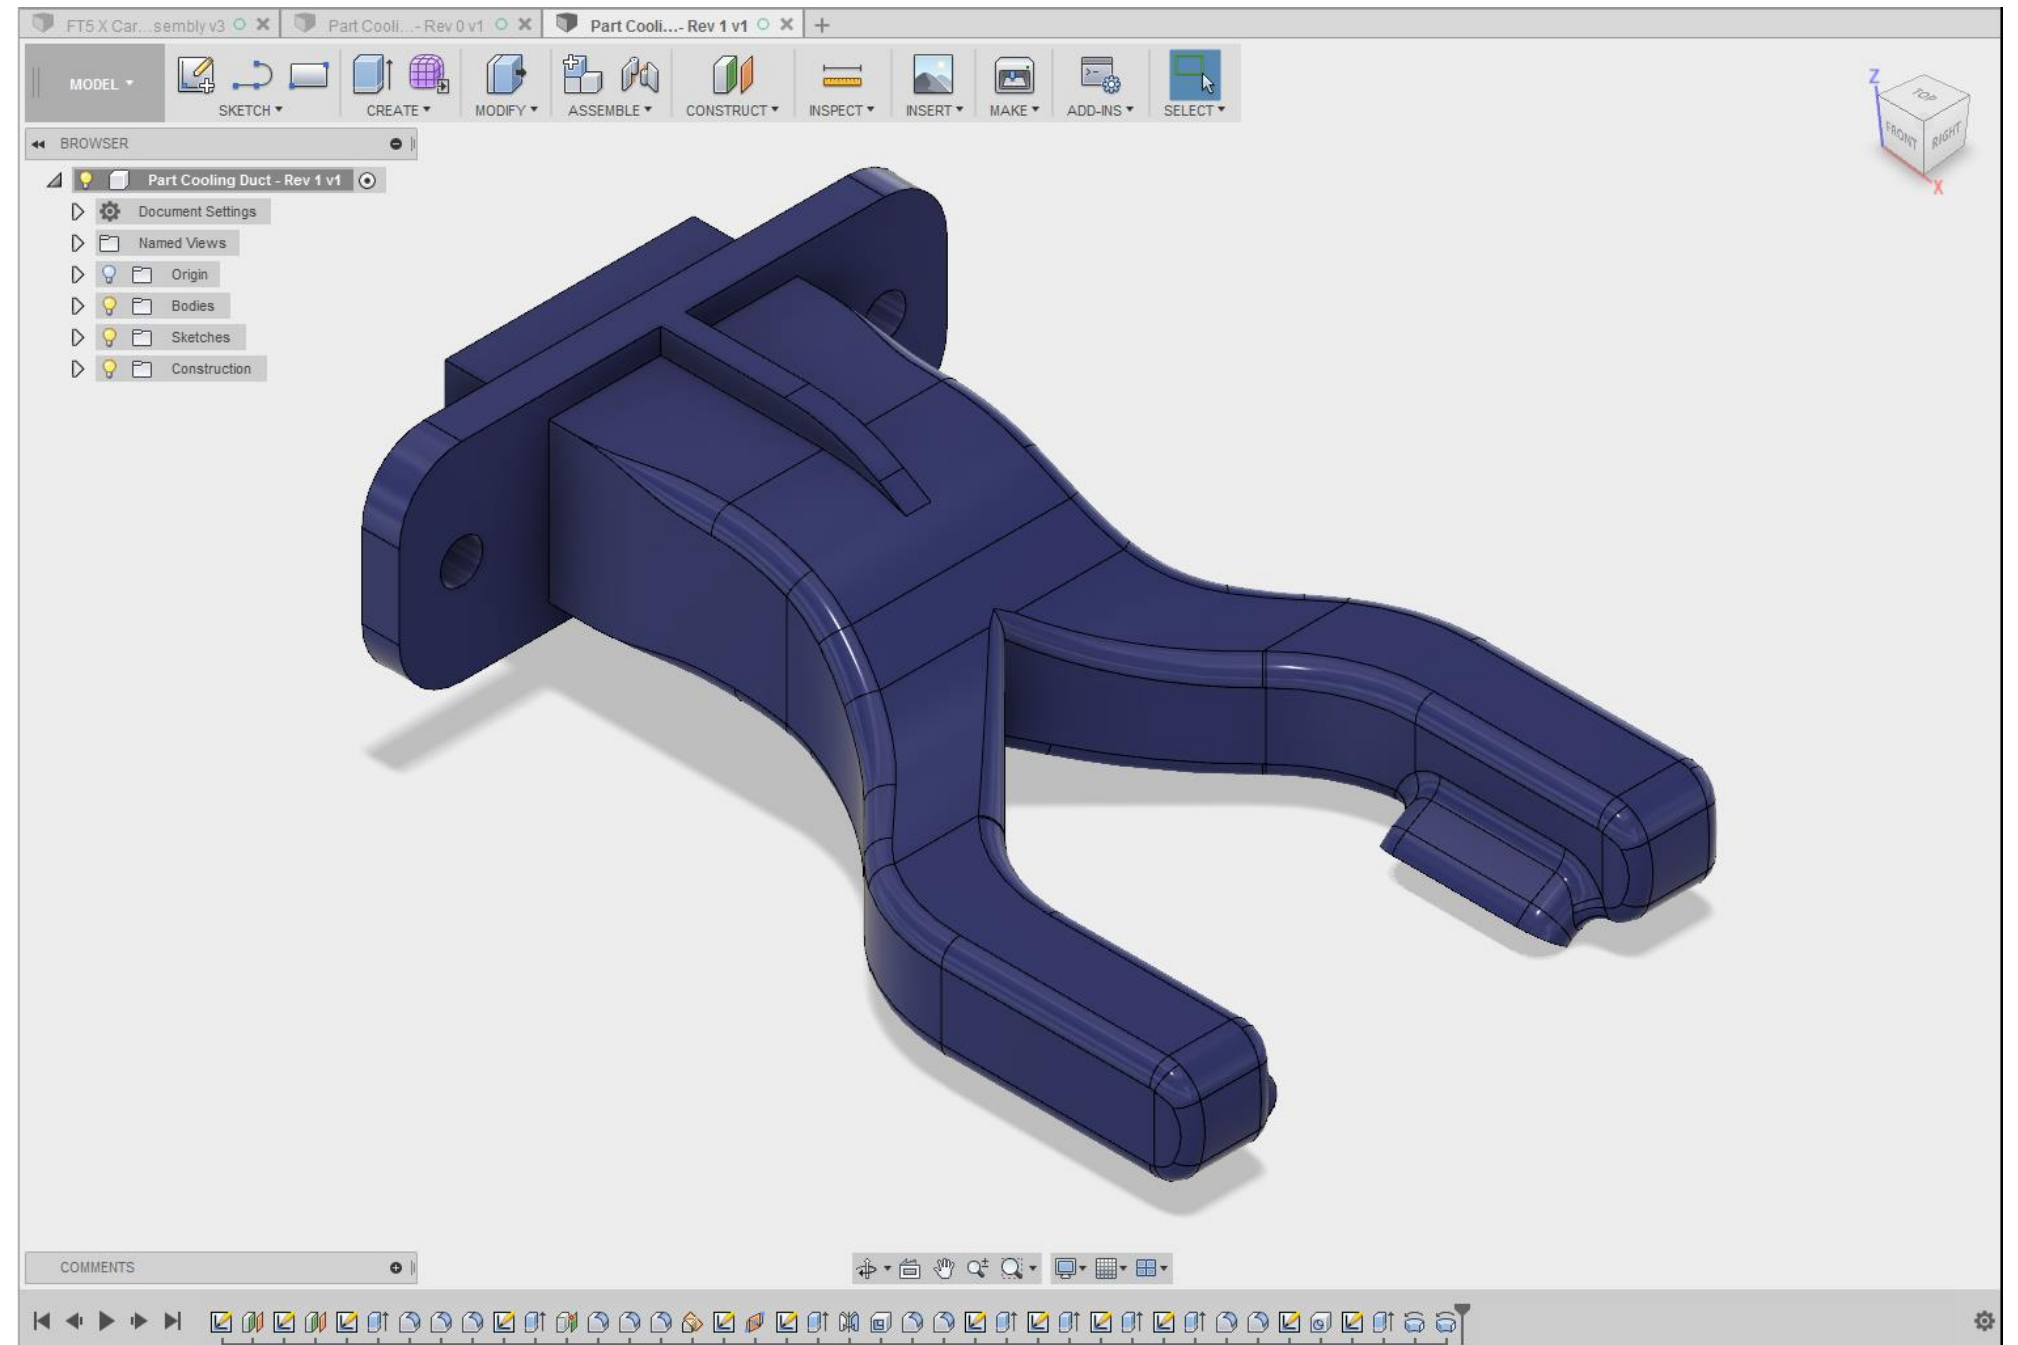 FT5 X Car...sembly v3
Part Cooli...- Rev 0 v1
Part Cooli...- Rev 1 v1
MODEL
SKETCH
CREATE
MODIFY
ASSEMBLE
CONSTRUCT
INSPECT
INSERT
MAKE
ADD-INS
SELECT
BROWSER
Part Cooling Duct - Rev 1 v1
Document Settings
Named Views
Origin
Bodies
Sketches
Construction
Z
TOP
FRONT
RIGHT
X
COMMENTS